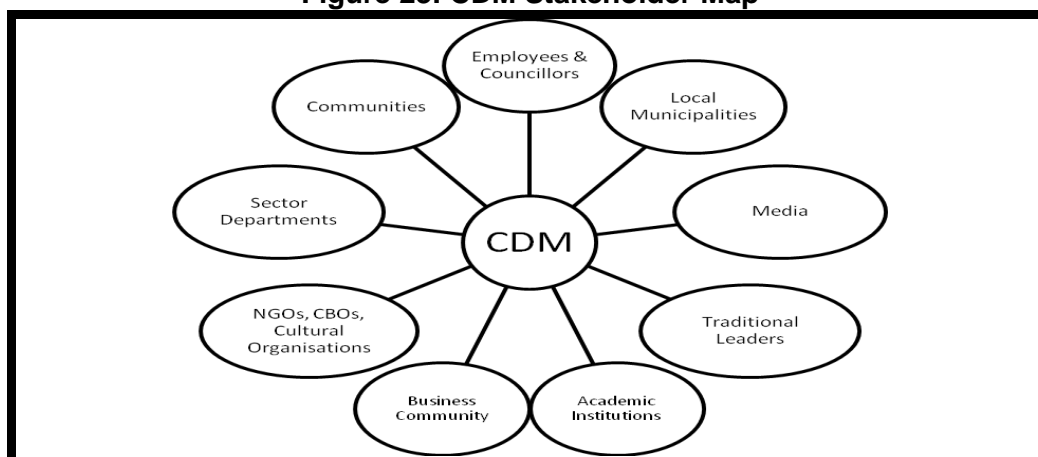 Figure CDM Stakeholder Map
Employees &
Councillors
Local
Municipalities
Media
Traditional
Leaders
Academic
Institutions
Business
Community
NGOs, CBOs,
Cultural
Organisations
Sector
Departments
Communities
CDM